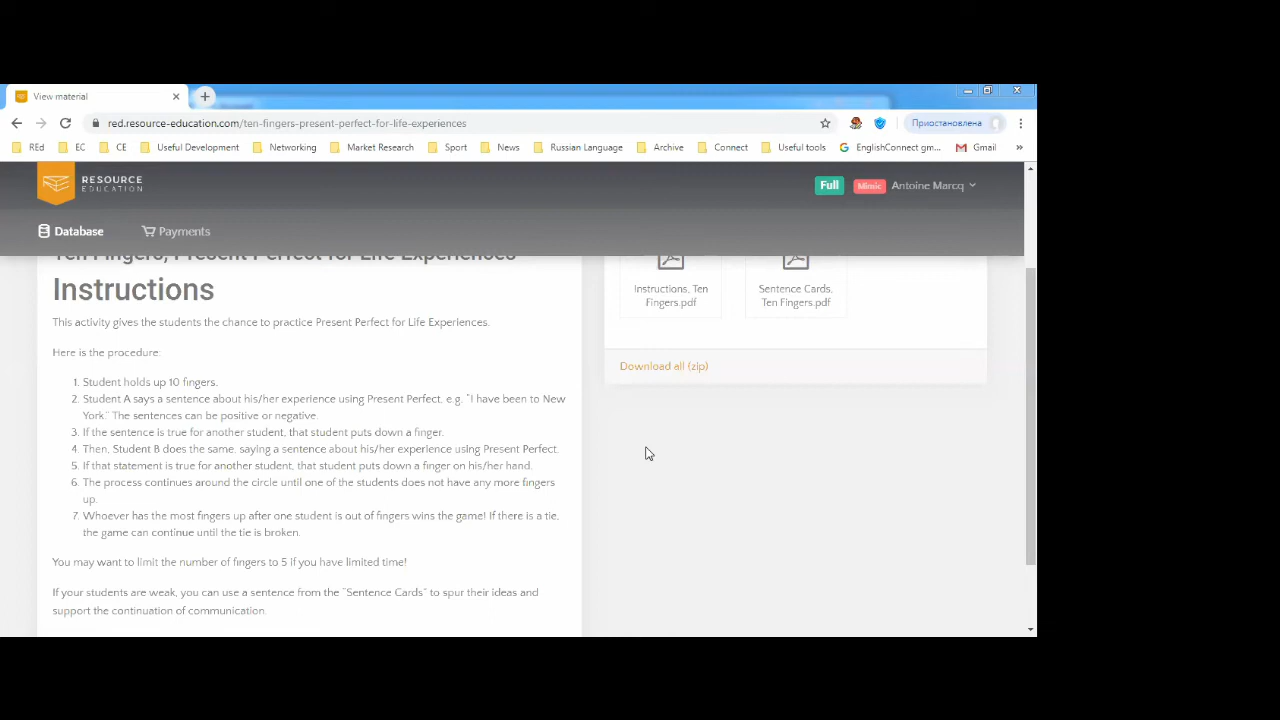 View material
red.resource-education.com/ten-fingers-present-perfect-for-life-experiences
Приостановлена
REd EC CE Useful Development Networking Market Research Sport News Russian Language Archive Connect Useful tools EnglishConnect gm... Gmail »
RESOURCE
EDUCATION
Full Mimic Antoine Marcq
Database Payments
Ten Fingers, Present Perfect for Life Experiences
Instructions
This activity gives the students the chance to practice Present Perfect for Life Experiences.
Here is the procedure:
1. Student holds up 10 fingers.
2. Student A says a sentence about his/her experience using Present Perfect, e.g. "I have been to New
York." The sentences can be positive or negative.
3. If the sentence is true for another student, that student puts down a finger.
4. Then, Student B does the same, saying a sentence about his/her experience using Present Perfect.
5. If that statement is true for another student, that student puts down a finger on his/her hand.
6. The process continues around the circle until one of the students does not have any more fingers
up.
7. Whoever has the most fingers up after one student is out of fingers wins the game! If there is a tie,
the game can continue until the tie is broken.
You may want to limit the number of fingers to 5 if you have limited time!
If your students are weak, you can use a sentence from the "Sentence Cards" to spur their ideas and
support the continuation of communication.
Instructions, Ten
Fingers.pdf
Sentence Cards,
Ten Fingers.pdf
Download all (zip)